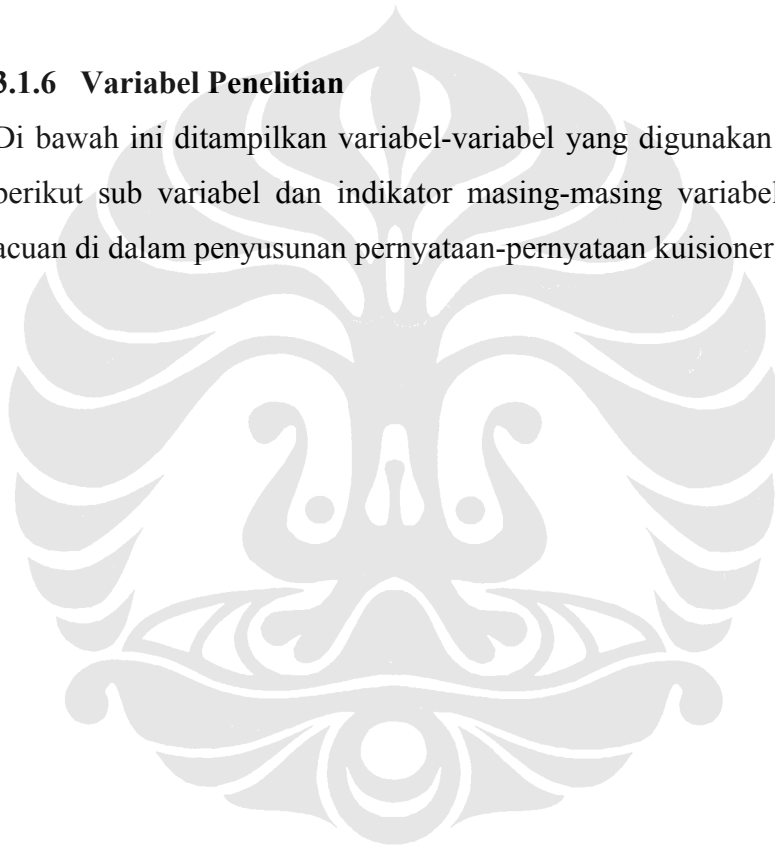 3.1.6 Variabel Penelitian
Di bawah ini ditampilkan variabel-variabel yang digunakan
berikut sub variabel dan indikator masing-masing variabel
acuan di dalam penyusunan pernyataan-pernyataan kuisioner